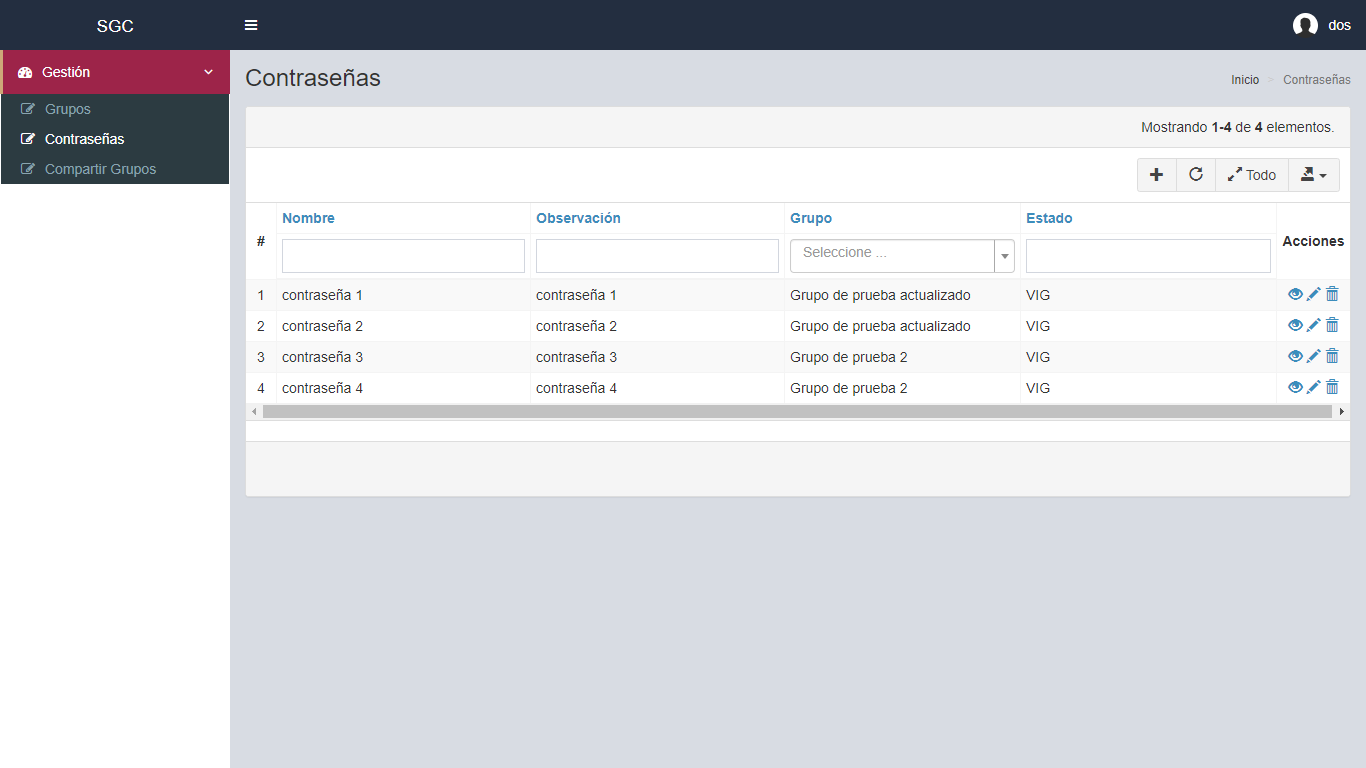 SGC
dos
Gestión
Grupos
Contraseñas
Compartir Grupos
Contraseñas
Inicio > Contraseñas
Mostrando 1-4 de 4 elementos.
Todo
# Nombre Observación Grupo Estado Acciones
Seleccione ...
1 contraseña 1 contraseña 1 Grupo de prueba actualizado VIG
2 contraseña 2 contraseña 2 Grupo de prueba actualizado VIG
3 contraseña 3 contraseña 3 Grupo de prueba 2 VIG
4 contraseña 4 contraseña 4 Grupo de prueba 2 VIG